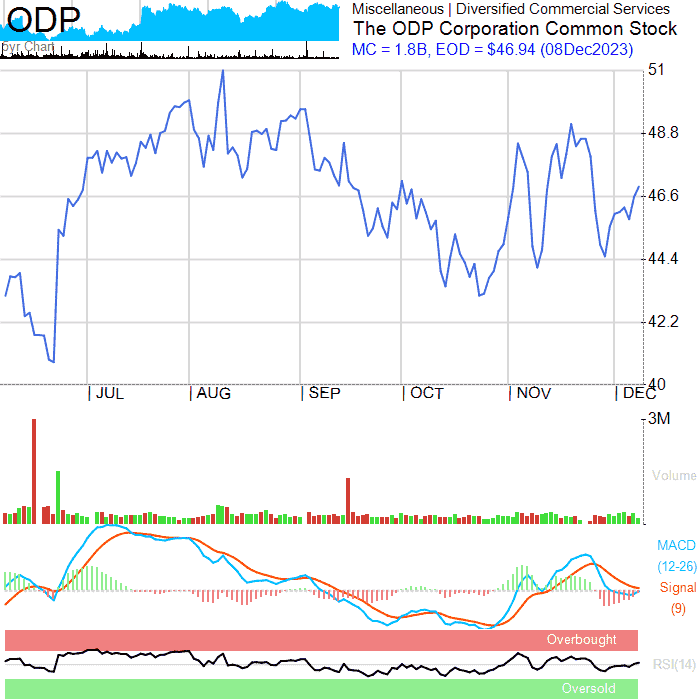 ODP
5yr Chart
Miscellaneous | Diversified Commercial Services
The ODP Corporation Common Stock
MC = 1.8B, EOD = $46.94 (08Dec2023)
51
48.8
46.6
44.4
42.2
40
JUL AUG SEP OCT NOV DEC
3M
Volume
MACD
(12-26)
Signal
(9)
Overbought
RSI(14)
Oversold